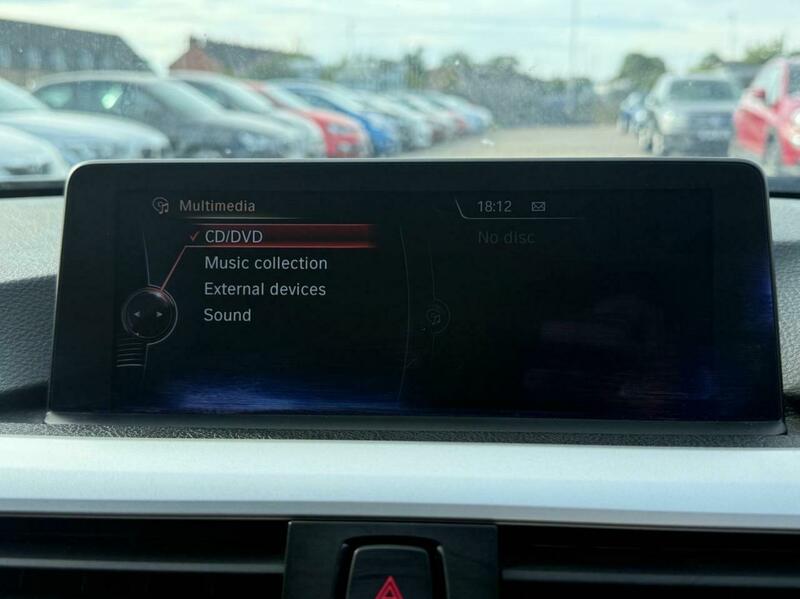 Multimedia
18:12
CD/DVD
No disc
Music collection
External devices
Sound